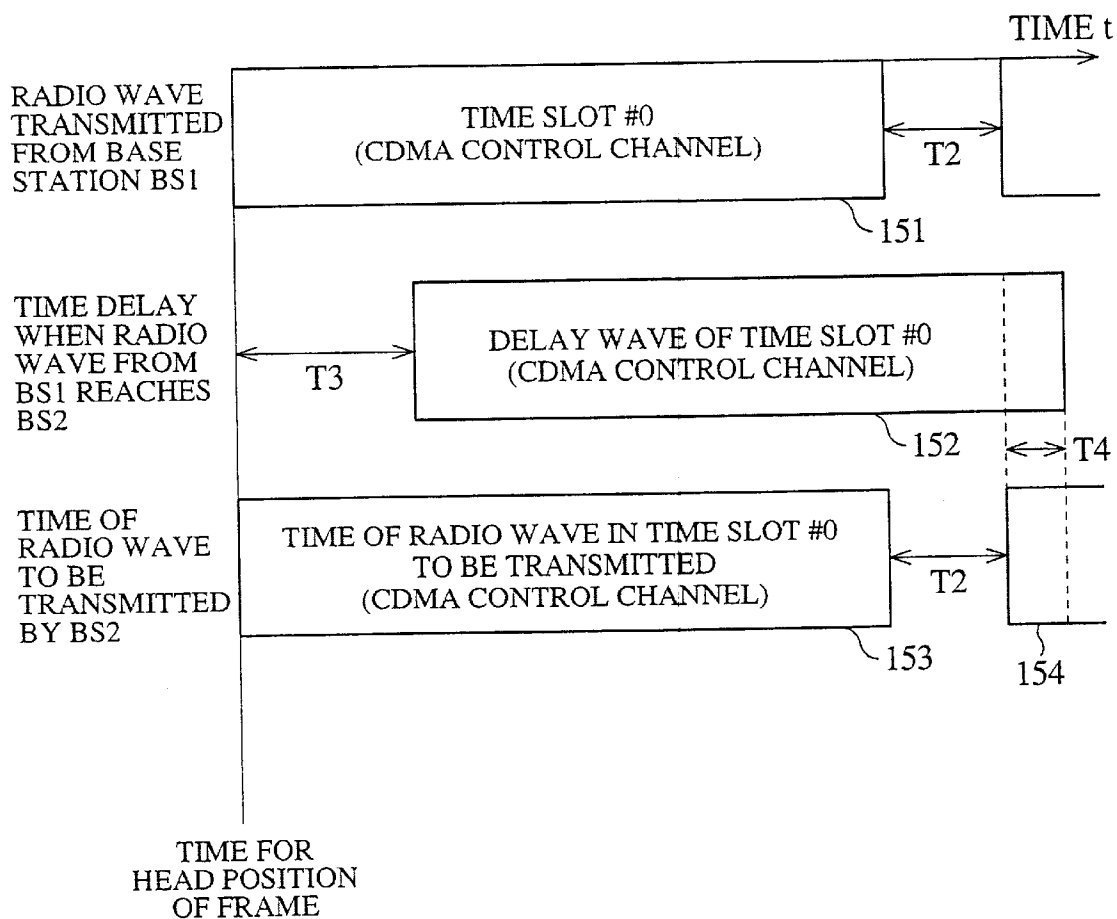 TIME t
RADIO WAVE
TRANSMITTED
FROM BASE
STATION BS1
TIME SLOT #0
(CDMA CONTROL CHANNEL)
T2
151
TIME DELAY
WHEN RADIO
WAVE FROM
BS1 REACHES
BS2
T3
DELAY WAVE OF TIME SLOT #0
(CDMA CONTROL CHANNEL)
152
T4
TIME OF
RADIO WAVE
TO BE
TRANSMITTED
BY BS2
TIME OF RADIO WAVE IN TIME SLOT #0
TO BE TRANSMITTED
(CDMA CONTROL CHANNEL)
T2
153
154
TIME FOR
HEAD POSITION
OF FRAME